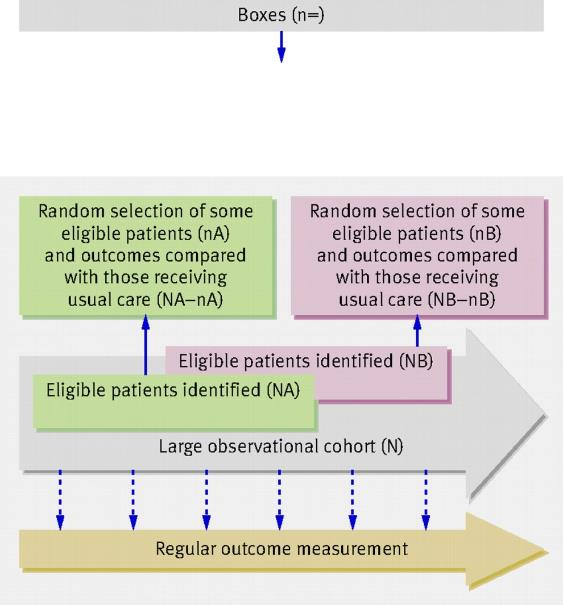 Boxes (n=)
Random selection of some
eligible patients (nA)
and outcomes compared
with those receiving
usual care (NA–nA)
Random selection of some
eligible patients (nB)
and outcomes compared
with those receiving
usual care (NB–nB)
Eligible patients identified (NB)
Eligible patients identified (NA)
Large observational cohort (N)
Regular outcome measurement